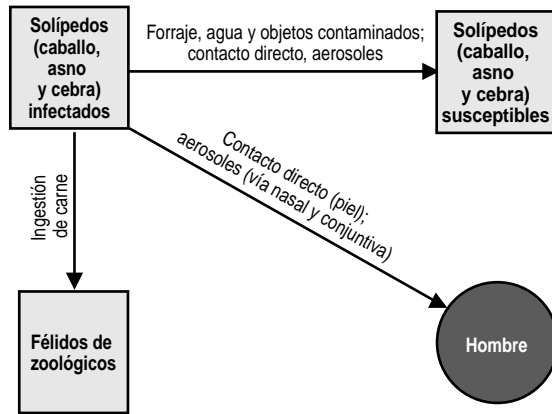 Solípedos
(caballo,
asno
y cebra)
infectados
Forraje, agua y objetos contaminados;
contacto directo, aerosoles
Solípedos
(caballo,
asno
y cebra)
susceptibles
Contacto directo (piel);
aerosoles (vía nasal y conjuntiva)
Ingestión
de carne
Félidos de
zoológicos
Hombre